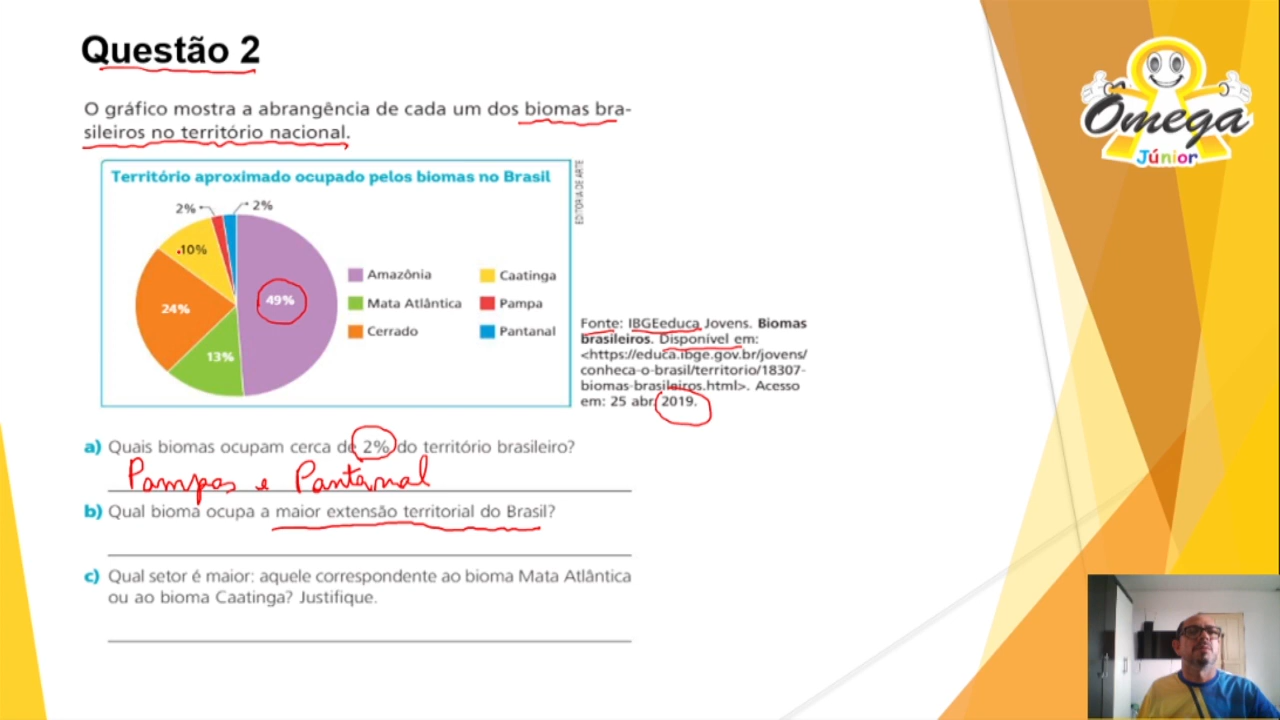 Questão 2
O gráfico mostra a abrangência de cada um dos biomas bra-
sileiros no território nacional.
Território aproximado ocupado pelos biomas no Brasil
2%
2%
10%
24%
49%
13%
Amazônia
Caatinga
Mata Atlântica
Pampa
Cerrado
Pantanal
EDITORIA DE ARTE
Fonte: IBGEeduca Jovens. Biomas
brasileiros. Disponível em:
<https://educa.ibge.gov.br/jovens/
conheca-o-brasil/territorio/18307-
biomas-brasileiros.html>. Acesso
em: 25 abr. 2019.
a) Quais biomas ocupam cerca de 2% do território brasileiro?
Pampas e Pantanal
b) Qual bioma ocupa a maior extensão territorial do Brasil?
c) Qual setor é maior: aquele correspondente ao bioma Mata Atlântica
ou ao bioma Caatinga? Justifique.
Ômega
Júnior